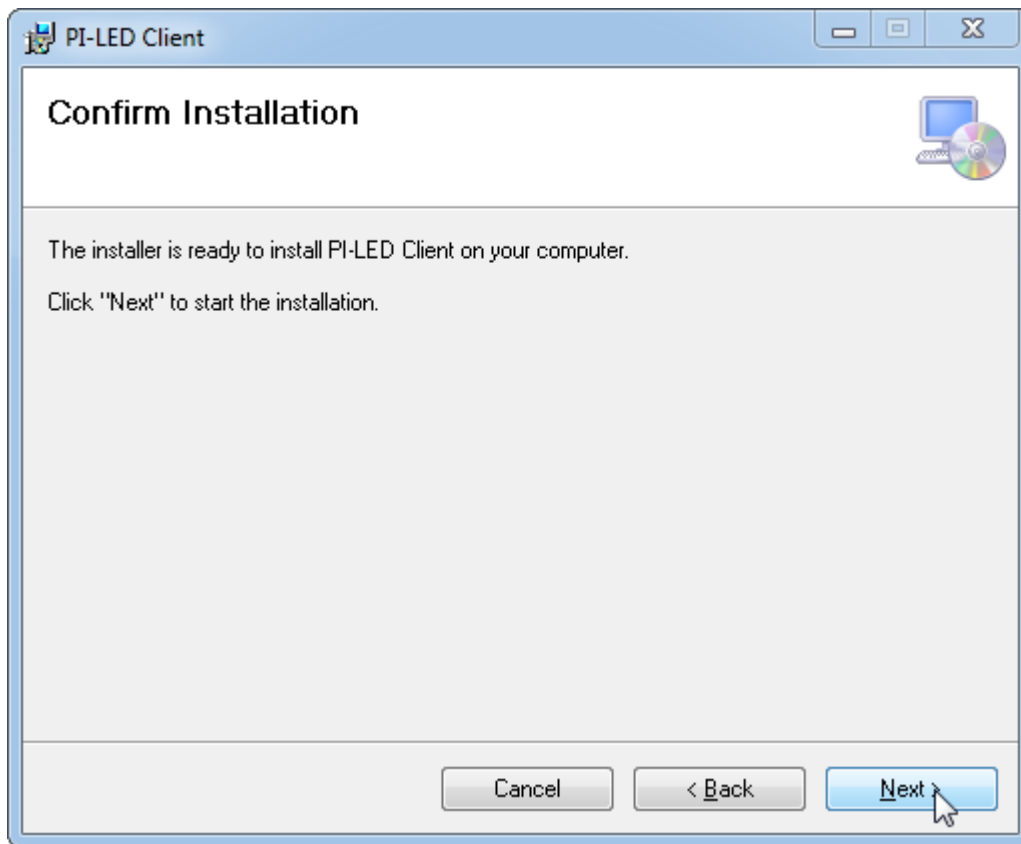 PI-LED Client
Confirm Installation
The installer is ready to install PI-LED Client on your computer.
Click "Next" to start the installation.
Cancel
< Back
Next >